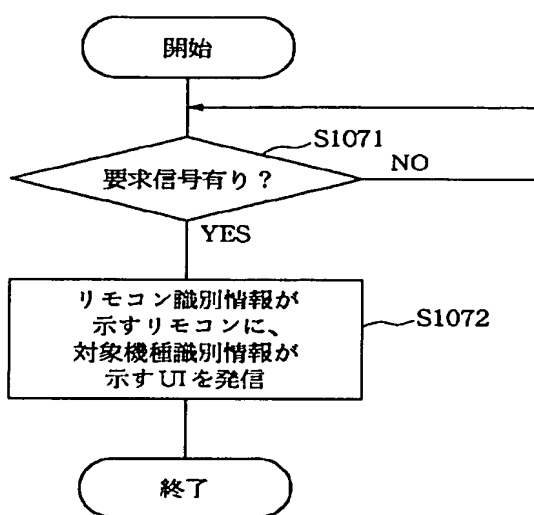 開始
S1071
要求信号有り？
NO
YES
リモコン識別情報が
示すリモコンに、
対象機種識別情報が
示すUIを発信
S1072
終了